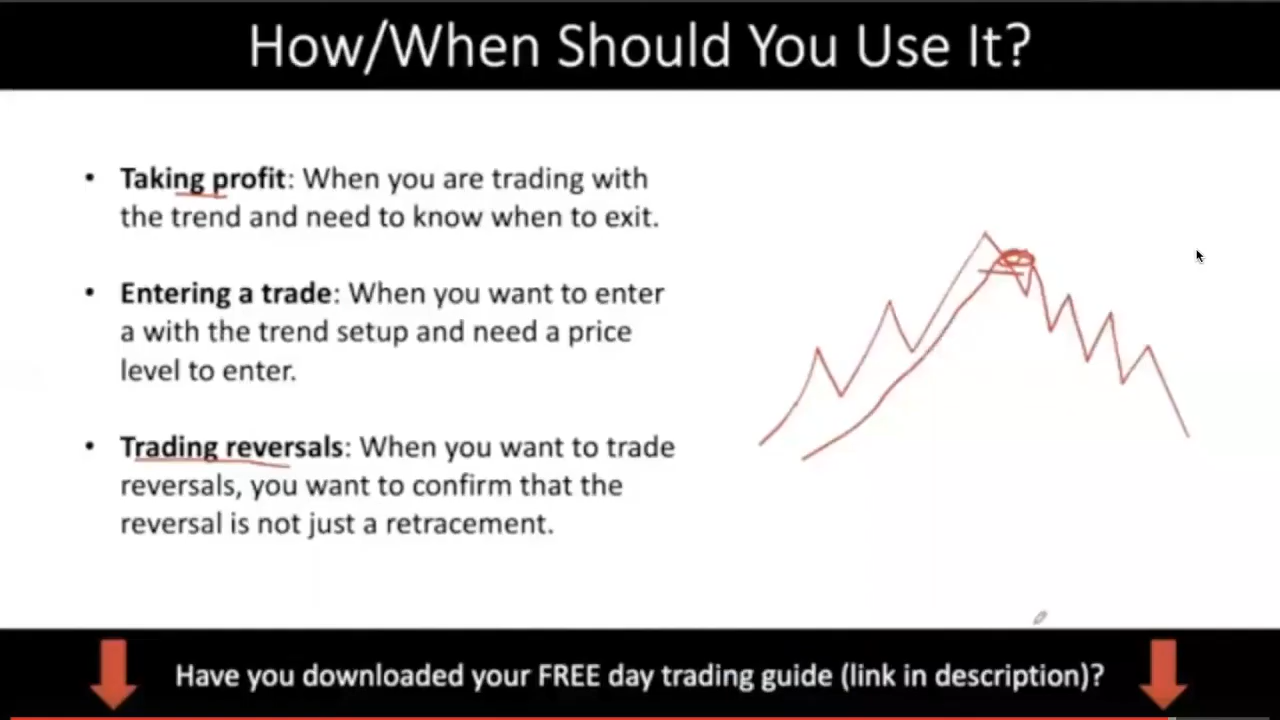 How/When Should You Use It?
• Taking profit: When you are trading with
the trend and need to know when to exit.
• Entering a trade: When you want to enter
a with the trend setup and need a price
level to enter.
• Trading reversals: When you want to trade
reversals, you want to confirm that the
reversal is not just a retracement.
Have you downloaded your FREE day trading guide (link in description)?